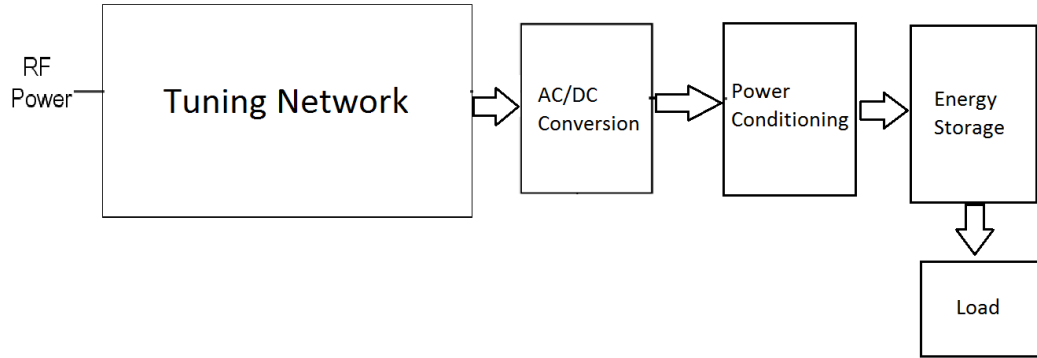 RF
Power
Tuning Network
AC/DC
Conversion
Power
Conditioning
Energy
Storage
Load